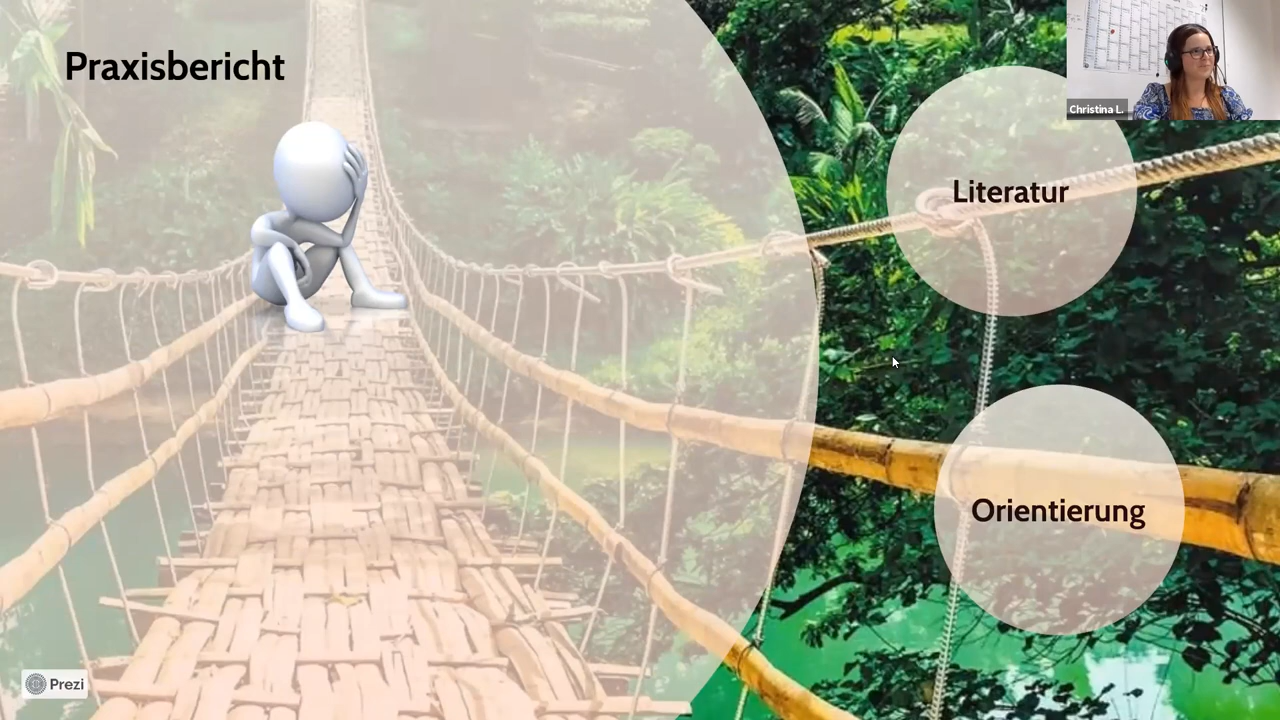 Praxisbericht
Christina L.
Literatur
Orientierung
Prezi